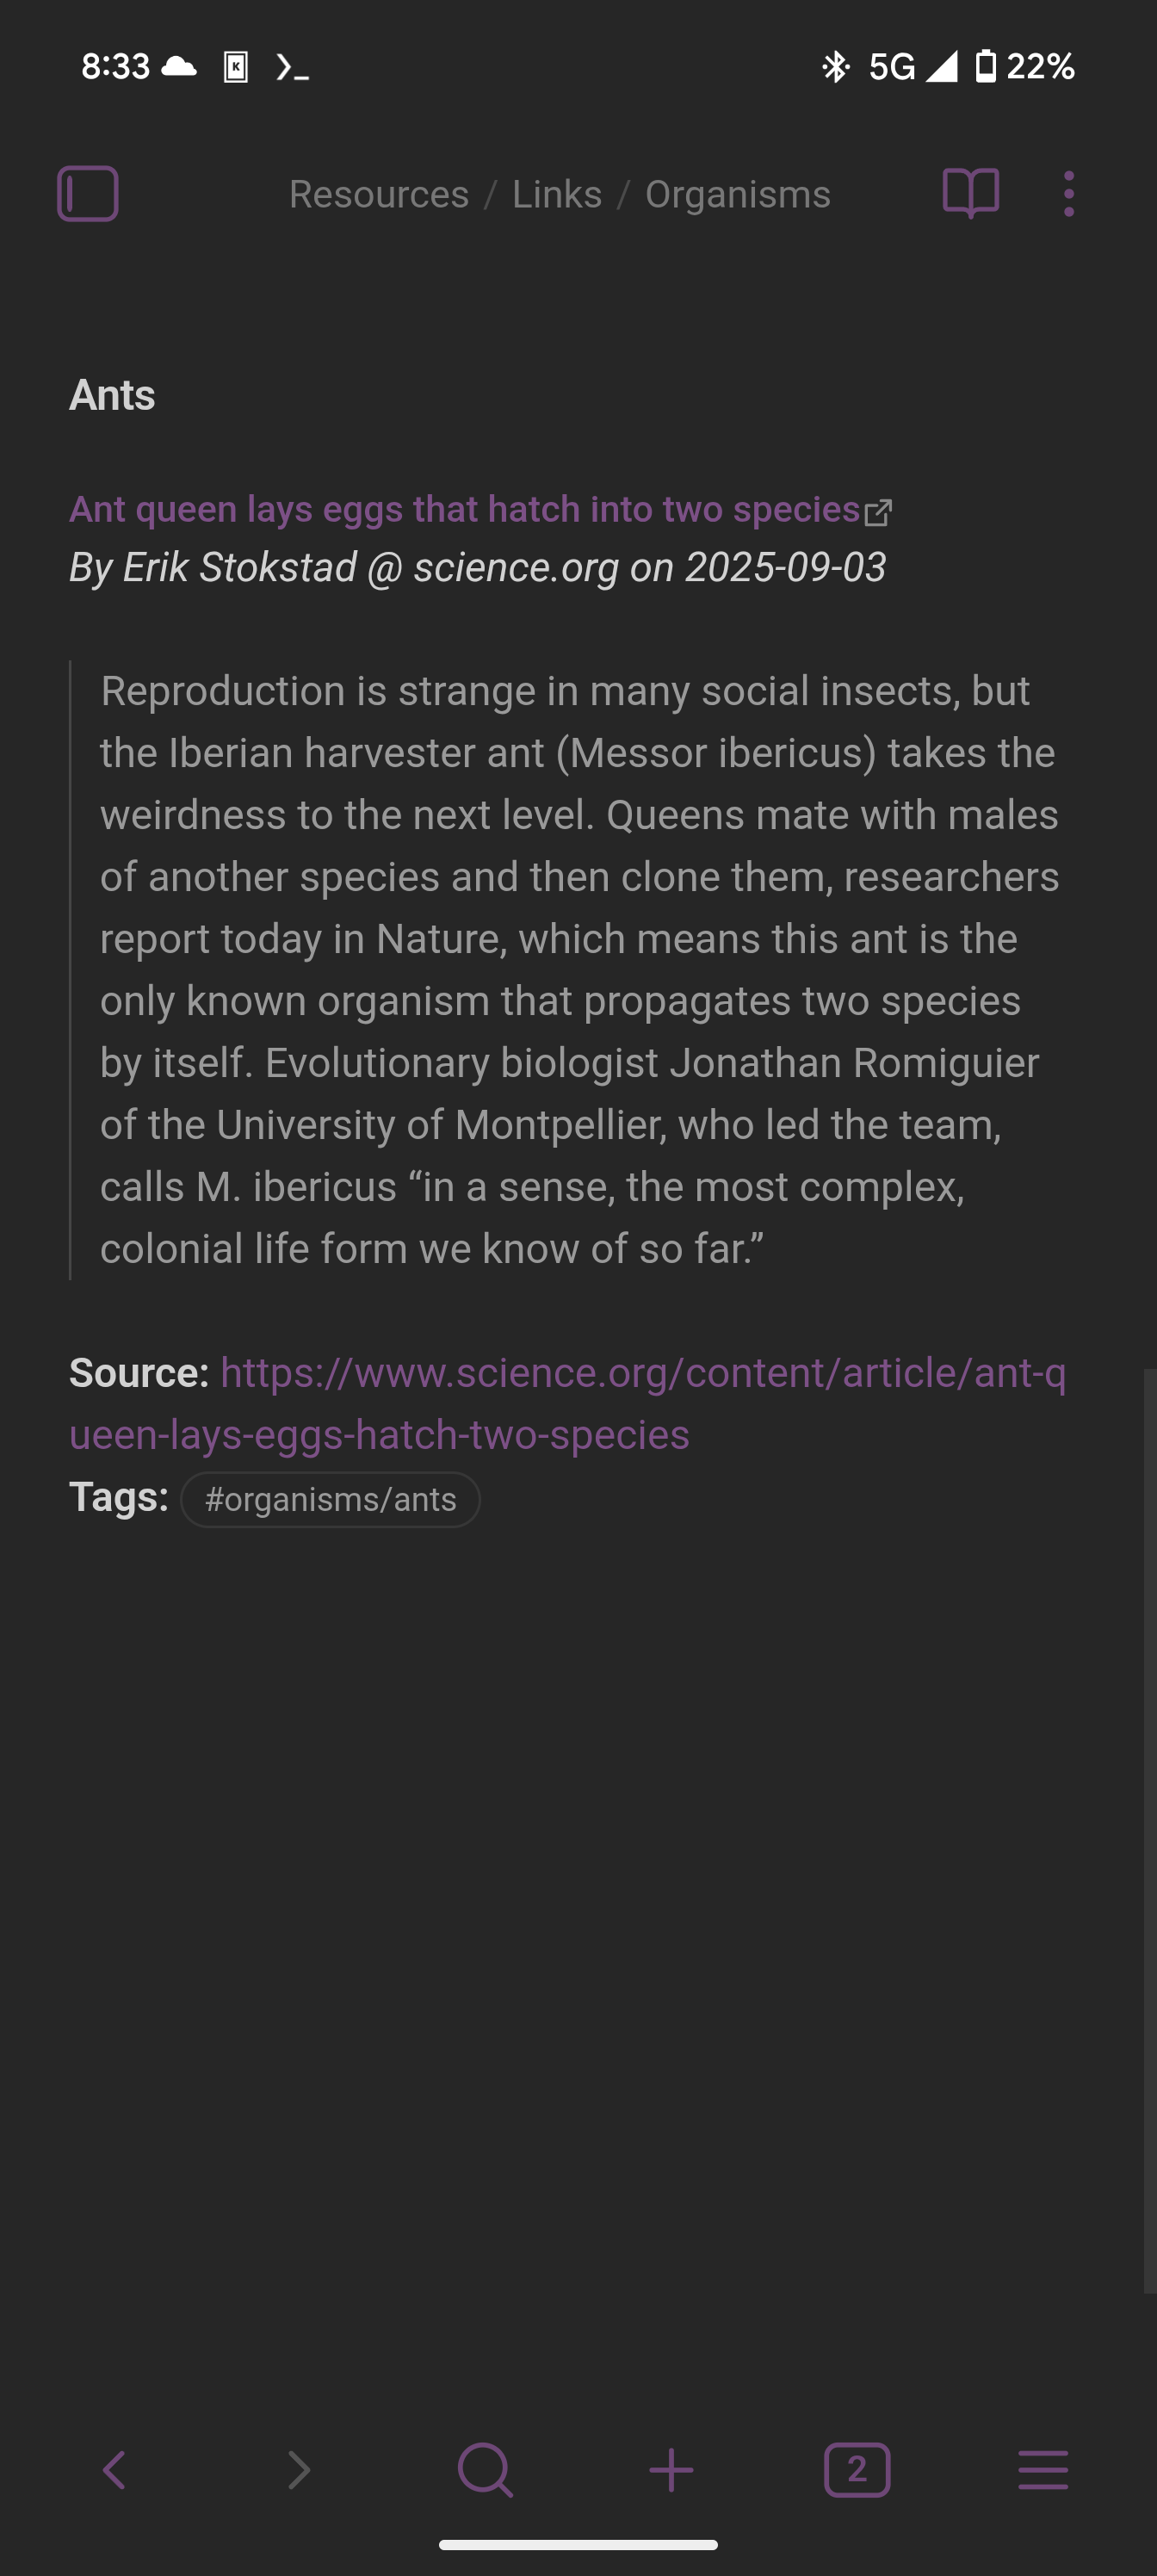 8:33 K 5G 22%
Resources / Links / Organisms
Ants
Ant queen lays eggs that hatch into two species
By Erik Stokstad @ science.org on 2025-09-03
Reproduction is strange in many social insects, but
the Iberian harvester ant (Messor ibericus) takes the
weirdness to the next level. Queens mate with males
of another species and then clone them, researchers
report today in Nature, which means this ant is the
only known organism that propagates two species
by itself. Evolutionary biologist Jonathan Romiguier
of the University of Montpellier, who led the team,
calls M. ibericus “in a sense, the most complex,
colonial life form we know of so far.”
Source: https://www.science.org/content/article/ant-q
ueen-lays-eggs-hatch-two-species
Tags: #organisms/ants
2